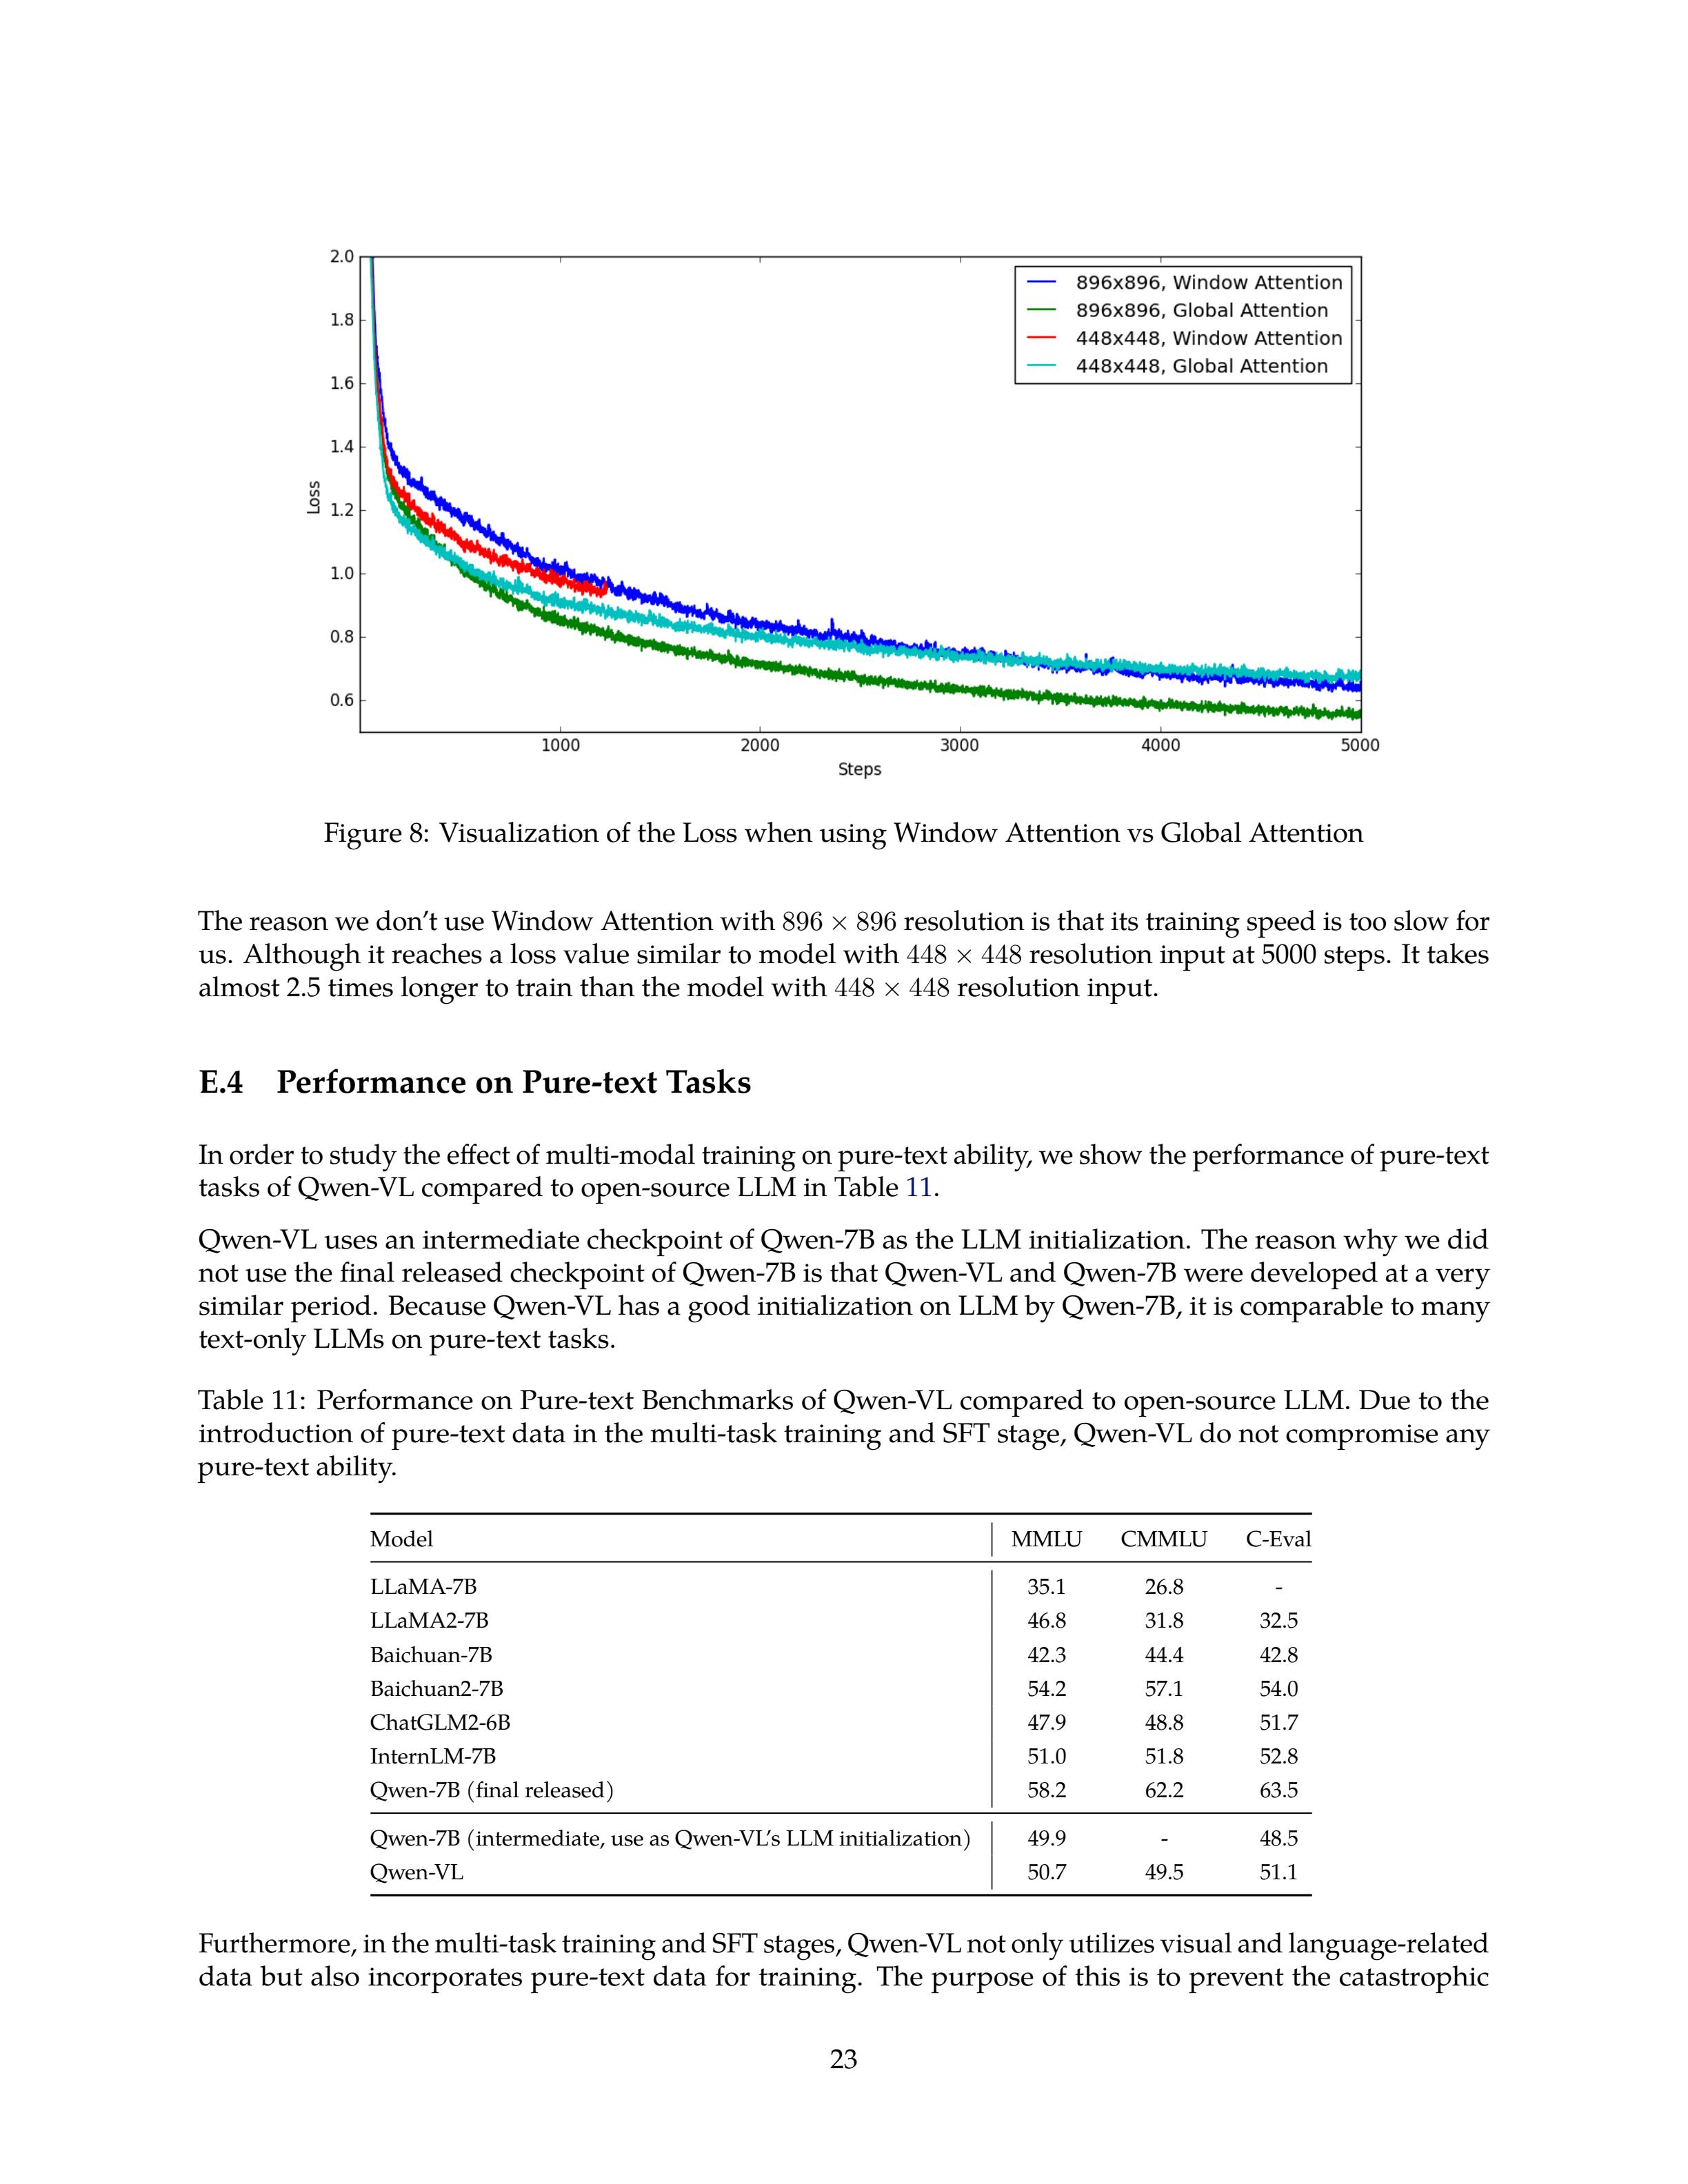 2.0
1.8
1.6
1.4
1.2
1.0
0.8
0.6
Loss
1000 2000 3000 4000 5000
Steps
896x896, Window Attention
896x896, Global Attention
448x448, Window Attention
448x448, Global Attention
Figure 8: Visualization of the Loss when using Window Attention vs Global Attention
The reason we don't use Window Attention with 896 × 896 resolution is that its training speed is too slow for
us. Although it reaches a loss value similar to model with 448 × 448 resolution input at 5000 steps. It takes
almost 2.5 times longer to train than the model with 448 × 448 resolution input.
E.4 Performance on Pure-text Tasks
In order to study the effect of multi-modal training on pure-text ability, we show the performance of pure-text
tasks of Qwen-VL compared to open-source LLM in Table 11.
Qwen-VL uses an intermediate checkpoint of Qwen-7B as the LLM initialization. The reason why we did
not use the final released checkpoint of Qwen-7B is that Qwen-VL and Qwen-7B were developed at a very
similar period. Because Qwen-VL has a good initialization on LLM by Qwen-7B, it is comparable to many
text-only LLMs on pure-text tasks.
Table 11: Performance on Pure-text Benchmarks of Qwen-VL compared to open-source LLM. Due to the
introduction of pure-text data in the multi-task training and SFT stage, Qwen-VL do not compromise any
pure-text ability.
Model MMLU CMMLU C-Eval
LLaMA-7B 35.1 26.8 -
LLaMA2-7B 46.8 31.8 32.5
Baichuan-7B 42.3 44.4 42.8
Baichuan2-7B 54.2 57.1 54.0
ChatGLM2-6B 47.9 48.8 51.7
InternLM-7B 51.0 51.8 52.8
Qwen-7B (final released) 58.2 62.2 63.5
Qwen-7B (intermediate, use as Qwen-VL's LLM initialization) 49.9 - 48.5
Qwen-VL 50.7 49.5 51.1
Furthermore, in the multi-task training and SFT stages, Qwen-VL not only utilizes visual and language-related
data but also incorporates pure-text data for training. The purpose of this is to prevent the catastrophic
23